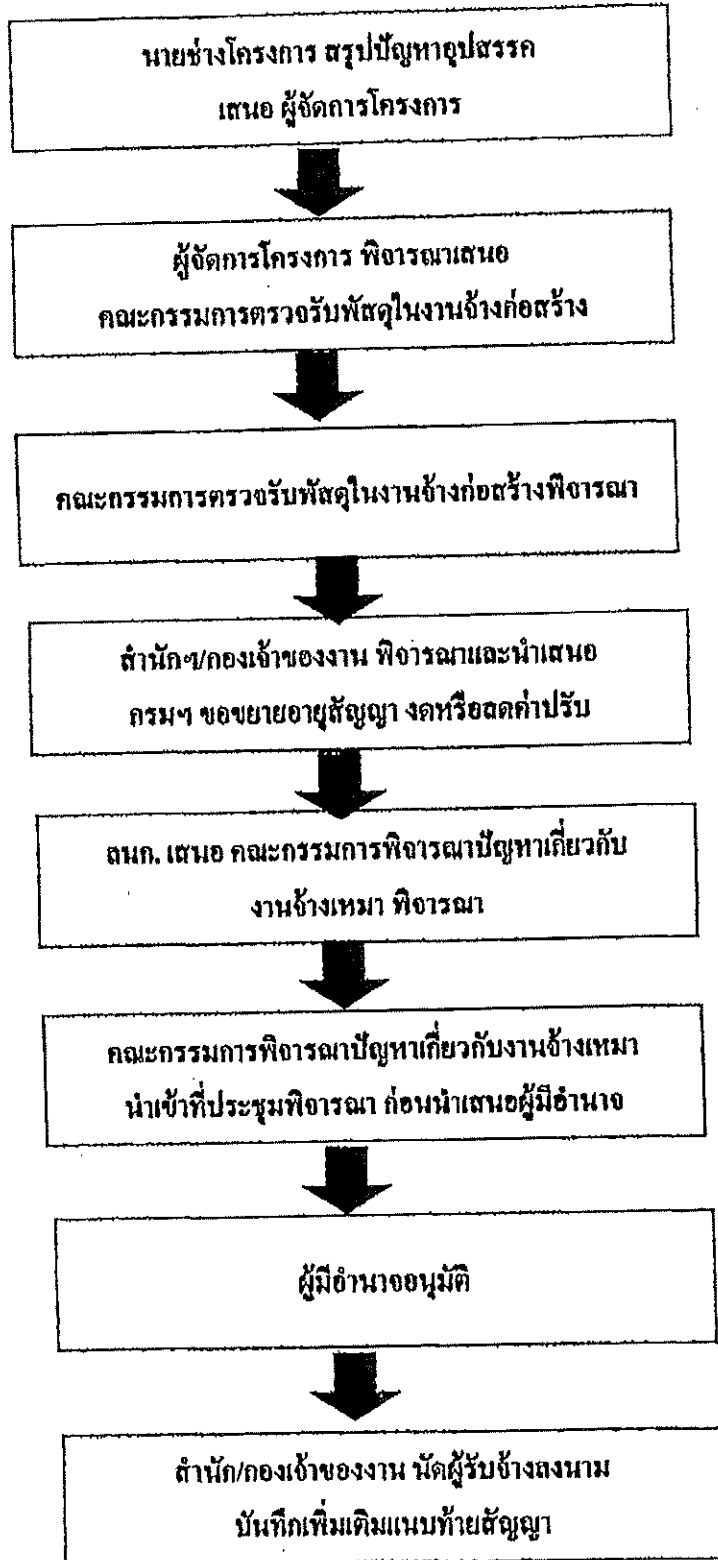 นายช่างโครงการ สรุปปัญหาอุปสรรค
เสนอ ผู้จัดการโครงการ
ผู้จัดการโครงการ พิจารณาเสนอ
คณะกรรมการตรวจรับพัสดุในงานจ้างก่อสร้าง
คณะกรรมการตรวจรับพัสดุในงานจ้างก่อสร้างพิจารณา
สำนักฯ/กองเจ้าของงาน พิจารณาและนำเสนอ
กรมฯ ขอขยายอายุสัญญา งดหรือลดค่าปรับ
สนก. เสนอ คณะกรรมการพิจารณาปัญหาเกี่ยวกับ
งานจ้างเหมา พิจารณา
คณะกรรมการพิจารณาปัญหาเกี่ยวกับงานจ้างเหมา
นำเข้าที่ประชุมพิจารณา ก่อนนำเสนอผู้มีอำนาจ
ผู้มีอำนาจอนุมัติ
สำนัก/กองเจ้าของงาน นัดผู้รับจ้างลงนาม
บันทึกเพิ่มเติมแนบท้ายสัญญา